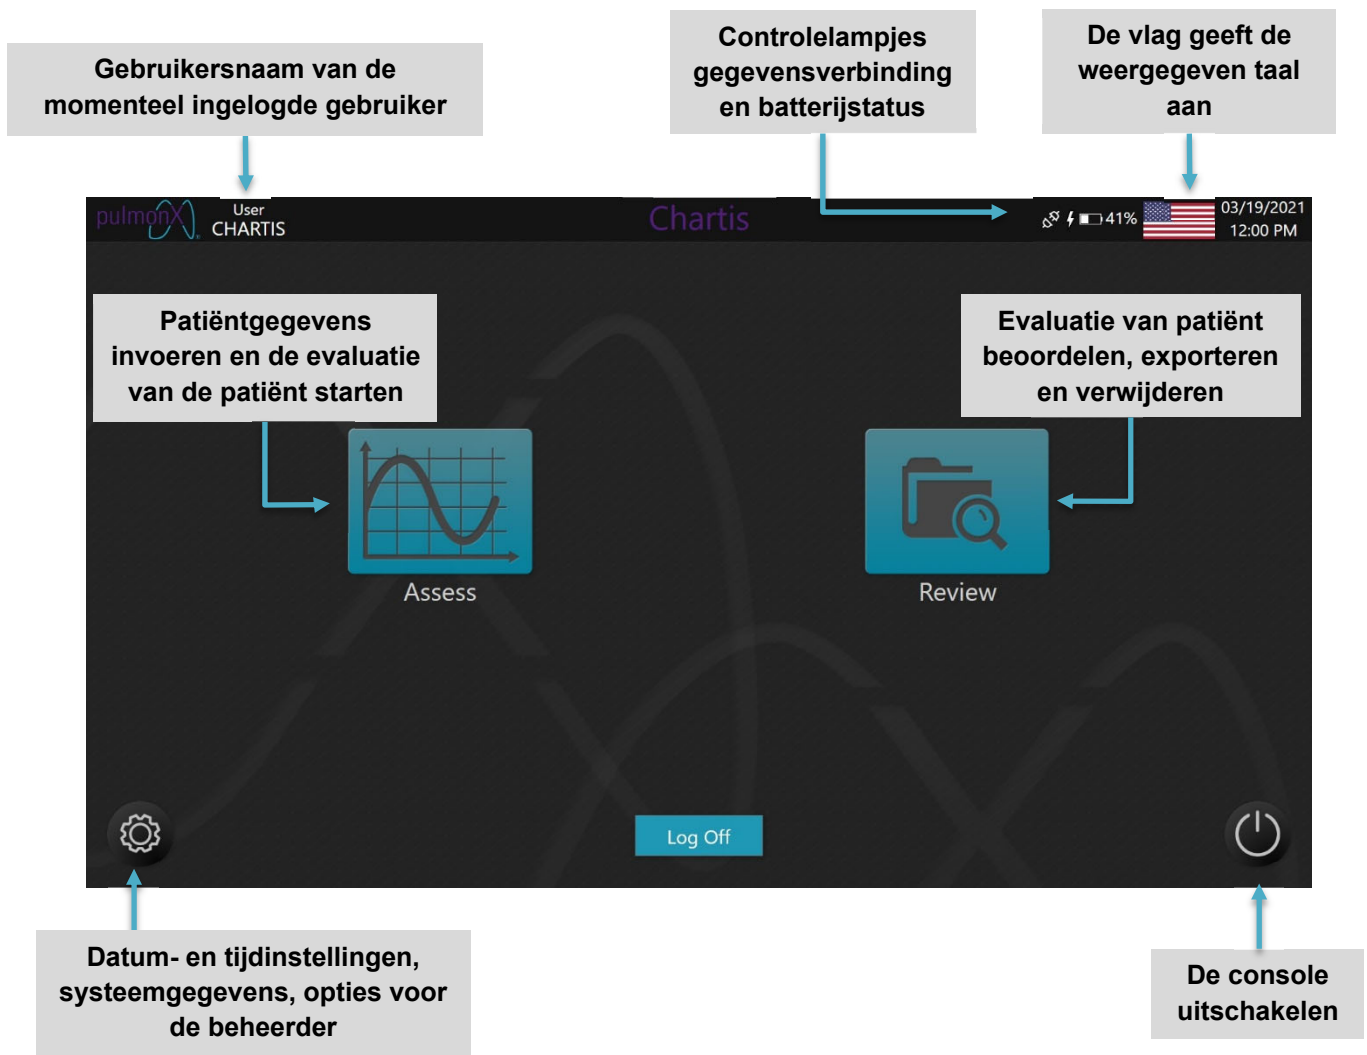 Gebruikersnaam van de
momenteel ingelogde gebruiker
Controlelampjes
gegevensverbinding
en batterijstatus
De vlag geeft de
weergegeven taal
aan
pulmonX
User
CHARTIS
Chartis
41%
03/19/2021
12:00 PM
Patiëntgegevens
invoeren en de evaluatie
van de patiënt starten
Evaluatie van patiënt
beoordelen, exporteren
en verwijderen
Assess
Review
Log Off
Datum- en tijdinstellingen,
systeemgegevens, opties voor
de beheerder
De console
uitschakelen